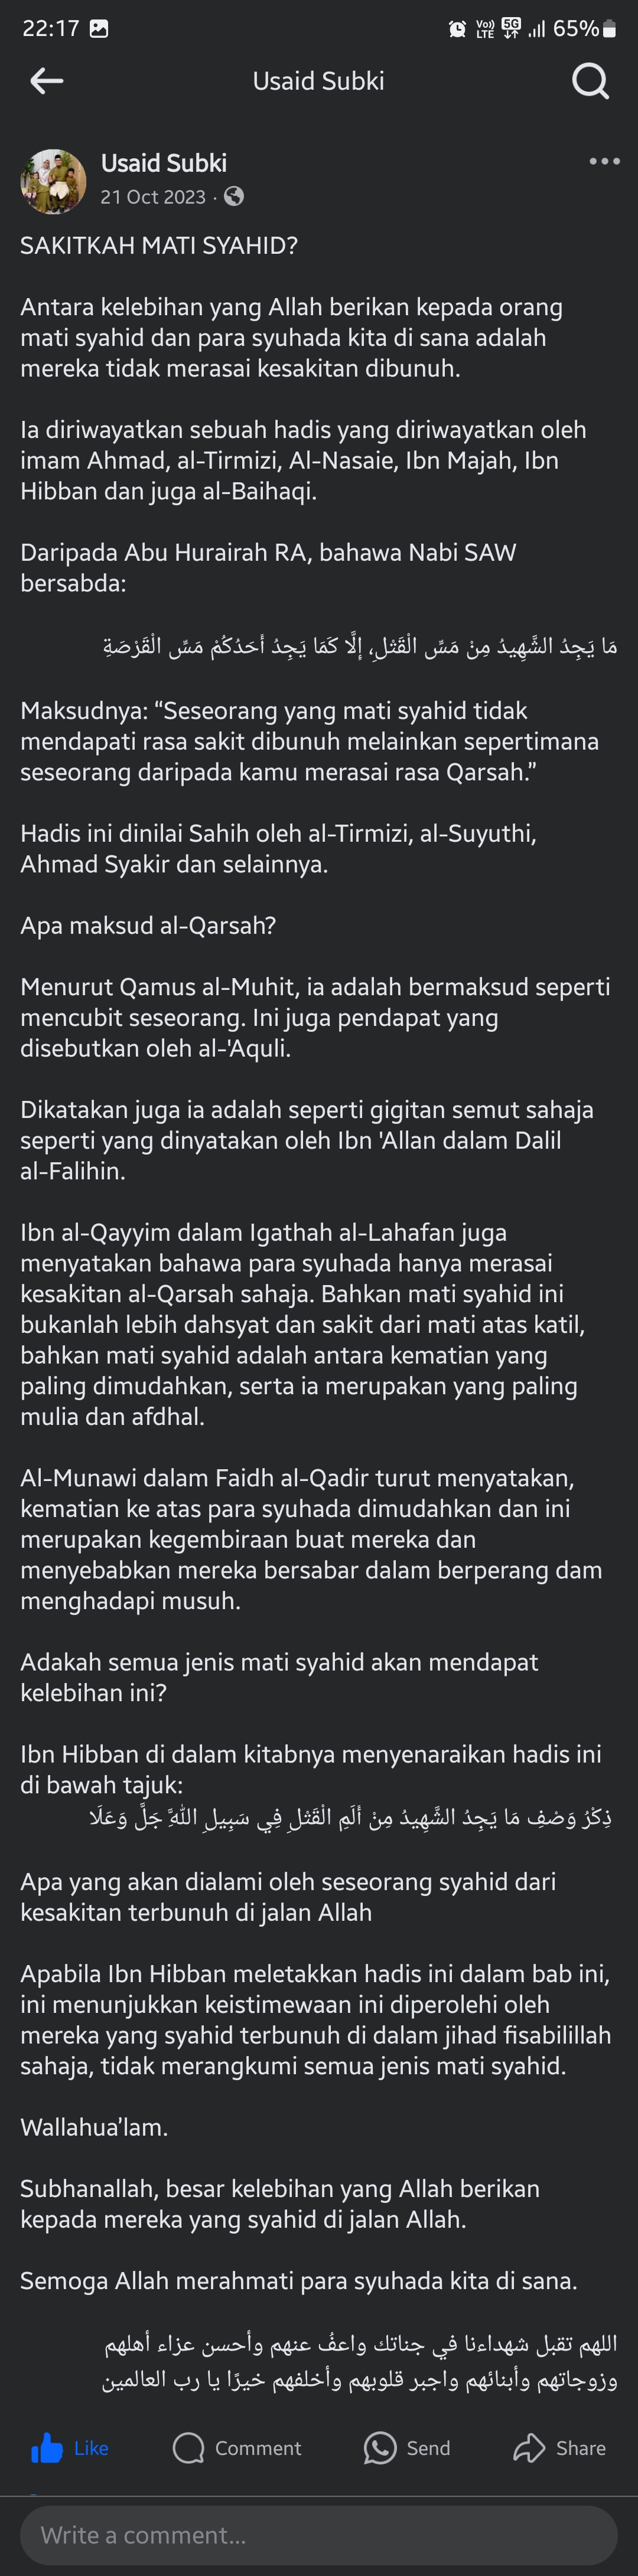 22:17
Vo)) LTE 5G 65%
Usaid Subki
Usaid Subki
21 Oct 2023 ·
SAKITKAH MATI SYAHID?
Antara kelebihan yang Allah berikan kepada orang
mati syahid dan para syuhada kita di sana adalah
mereka tidak merasai kesakitan dibunuh.
Ia diriwayatkan sebuah hadis yang diriwayatkan oleh
imam Ahmad, al-Tirmizi, Al-Nasaie, Ibn Majah, Ibn
Hibban dan juga al-Baihaqi.
Daripada Abu Hurairah RA, bahawa Nabi SAW
bersabda:
مَا يَجِدُ الشَّهِيدُ مِنْ مَسِّ الْقَتْلِ، إِلَّا كَمَا يَجِدُ أَحَدُكُمْ مَسَّ الْقَرْصَةِ
Maksudnya: “Seseorang yang mati syahid tidak
mendapati rasa sakit dibunuh melainkan sepertimana
seseorang daripada kamu merasai rasa Qarsah.”
Hadis ini dinilai Sahih oleh al-Tirmizi, al-Suyuthi,
Ahmad Syakir dan selainnya.
Apa maksud al-Qarsah?
Menurut Qamus al-Muhit, ia adalah bermaksud seperti
mencubit seseorang. Ini juga pendapat yang
disebutkan oleh al-'Aquli.
Dikatakan juga ia adalah seperti gigitan semut sahaja
seperti yang dinyatakan oleh Ibn 'Allan dalam Dalil
al-Falihin.
Ibn al-Qayyim dalam Igathah al-Lahafan juga
menyatakan bahawa para syuhada hanya merasai
kesakitan al-Qarsah sahaja. Bahkan mati syahid ini
bukanlah lebih dahsyat dan sakit dari mati atas katil,
bahkan mati syahid adalah antara kematian yang
paling dimudahkan, serta ia merupakan yang paling
mulia dan afdhal.
Al-Munawi dalam Faidh al-Qadir turut menyatakan,
kematian ke atas para syuhada dimudahkan dan ini
merupakan kegembiraan buat mereka dan
menyebabkan mereka bersabar dalam berperang dam
menghadapi musuh.
Adakah semua jenis mati syahid akan mendapat
kelebihan ini?
Ibn Hibban di dalam kitabnya menyenaraikan hadis ini
di bawah tajuk:
ذِكْرُ وَصْفِ مَا يَجِدُ الشَّهِيدُ مِنْ أَلَمِ الْقَتْلِ فِي سَبِيلِ اللَّهِ جَلَّ وَعَلَا
Apa yang akan dialami oleh seseorang syahid dari
kesakitan terbunuh di jalan Allah
Apabila Ibn Hibban meletakkan hadis ini dalam bab ini,
ini menunjukkan keistimewaan ini diperolehi oleh
mereka yang syahid terbunuh di dalam jihad fisabilillah
sahaja, tidak merangkumi semua jenis mati syahid.
Wallahua’lam.
Subhanallah, besar kelebihan yang Allah berikan
kepada mereka yang syahid di jalan Allah.
Semoga Allah merahmati para syuhada kita di sana.
اللهم تقبل شهداءنا في جناتك واعفُ عنهم وأحسن عزاء أهلهم
وزوجاتهم وأبنائهم واجبر قلوبهم وأخلفهم خيرًا يا رب العالمين
Like Comment Send Share
Write a comment...